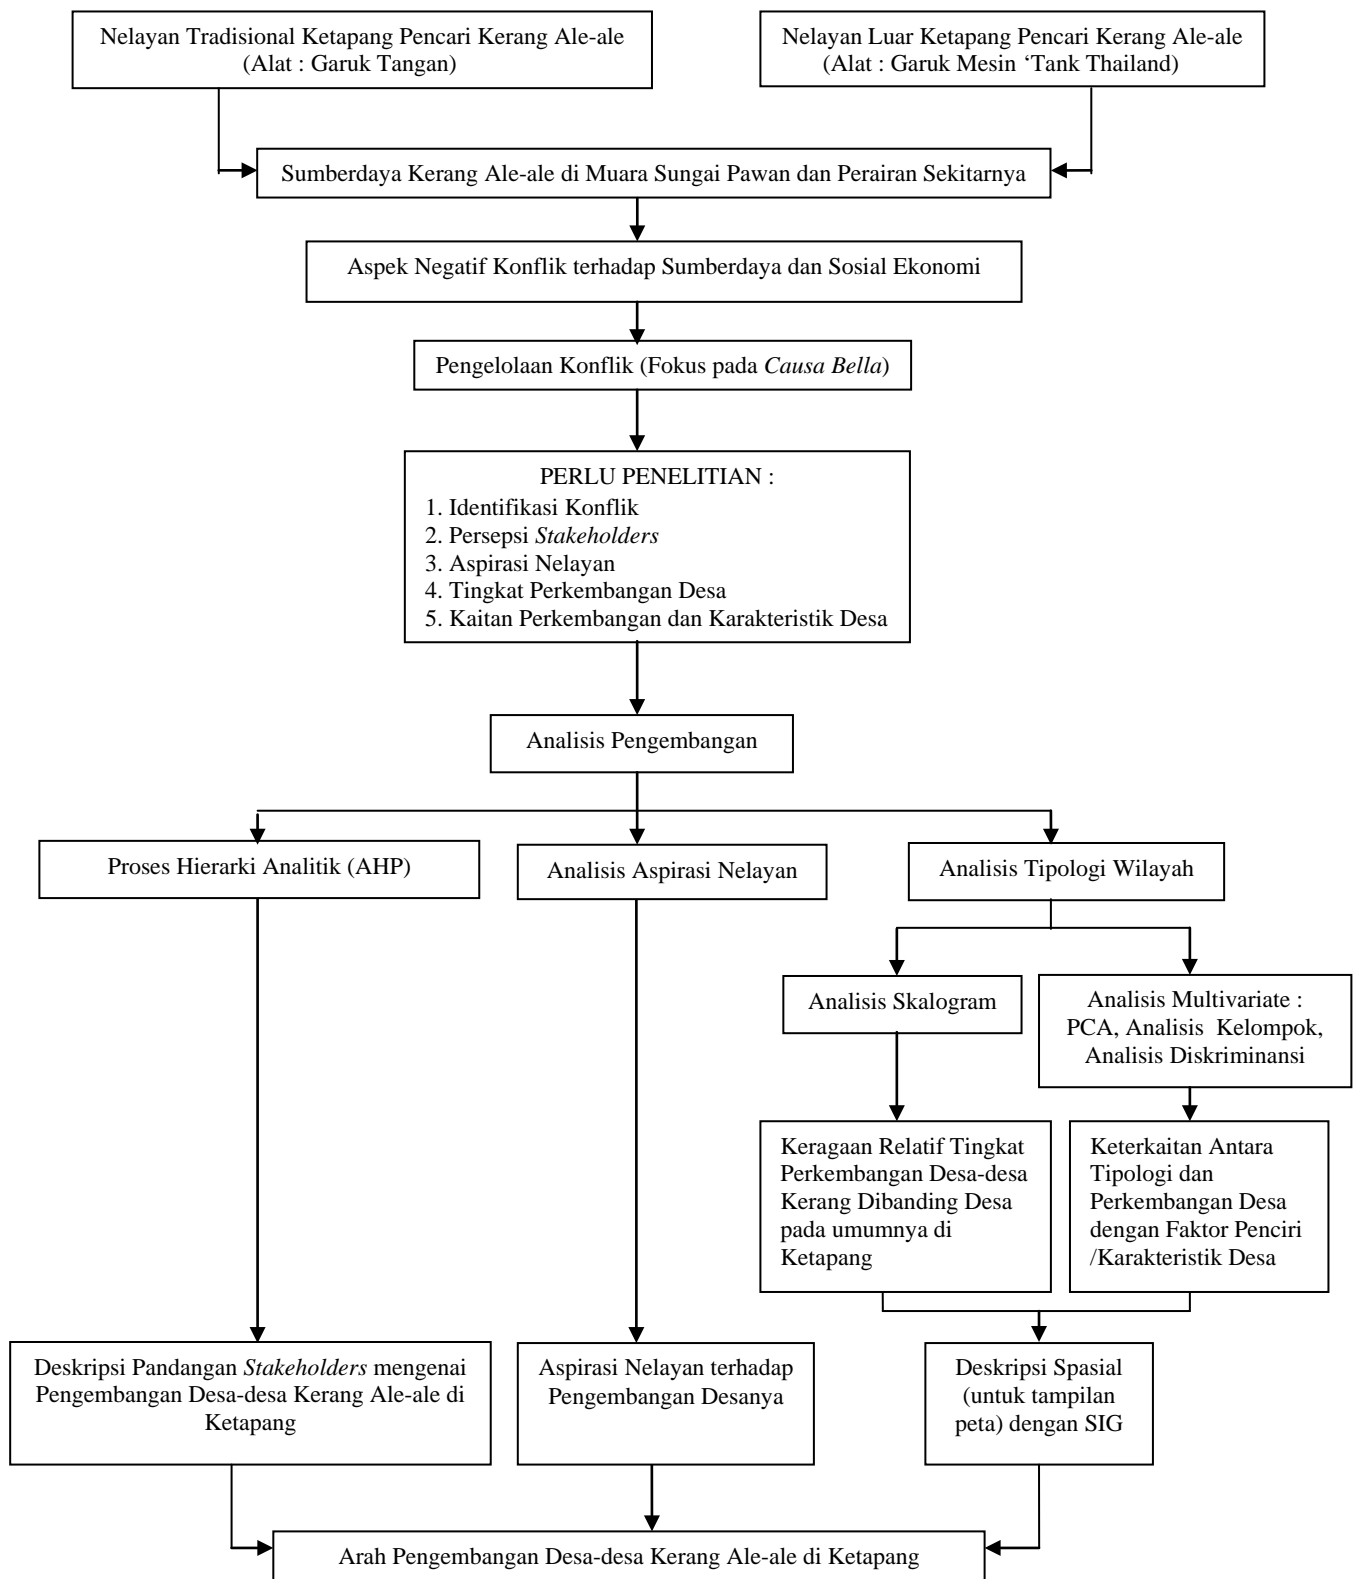 Nelayan Tradisional Ketapang Pencari Kerang Ale-ale
(Alat : Garuk Tangan)
Nelayan Luar Ketapang Pencari Kerang Ale-ale
(Alat : Garuk Mesin ‘Tank Thailand)
Sumberdaya Kerang Ale-ale di Muara Sungai Pawan dan Perairan Sekitarnya
Aspek Negatif Konflik terhadap Sumberdaya dan Sosial Ekonomi
Pengelolaan Konflik (Fokus pada Causa Bella)
PERLU PENELITIAN :
1. Identifikasi Konflik
2. Persepsi Stakeholders
3. Aspirasi Nelayan
4. Tingkat Perkembangan Desa
5. Kaitan Perkembangan dan Karakteristik Desa
Analisis Pengembangan
Proses Hierarki Analitik (AHP)
Analisis Aspirasi Nelayan
Analisis Tipologi Wilayah
Analisis Skalogram
Analisis Multivariate :
PCA, Analisis Kelompok,
Analisis Diskriminansi
Keragaan Relatif Tingkat
Perkembangan Desa-desa
Kerang Dibanding Desa
pada umumnya di
Ketapang
Keterkaitan Antara
Tipologi dan
Perkembangan Desa
dengan Faktor Penciri
/Karakteristik Desa
Deskripsi Pandangan Stakeholders mengenai
Pengembangan Desa-desa Kerang Ale-ale di
Ketapang
Aspirasi Nelayan terhadap
Pengembangan Desanya
Deskripsi Spasial
(untuk tampilan
peta) dengan SIG
Arah Pengembangan Desa-desa Kerang Ale-ale di Ketapang